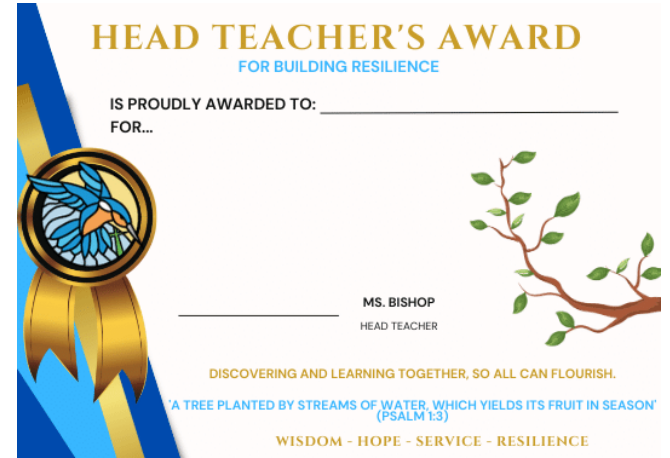 HEAD TEACHER'S AWARD
FOR BUILDING RESILIENCE
IS PROUDLY AWARDED TO:
FOR...
MS. BISHOP
HEAD TEACHER
DISCOVERING AND LEARNING TOGETHER, SO ALL CAN FLOURISH.
'A TREE PLANTED BY STREAMS OF WATER, WHICH YIELDS ITS FRUIT IN SEASON'
(PSALM 1:3)
WISDOM - HOPE - SERVICE - RESILIENCE